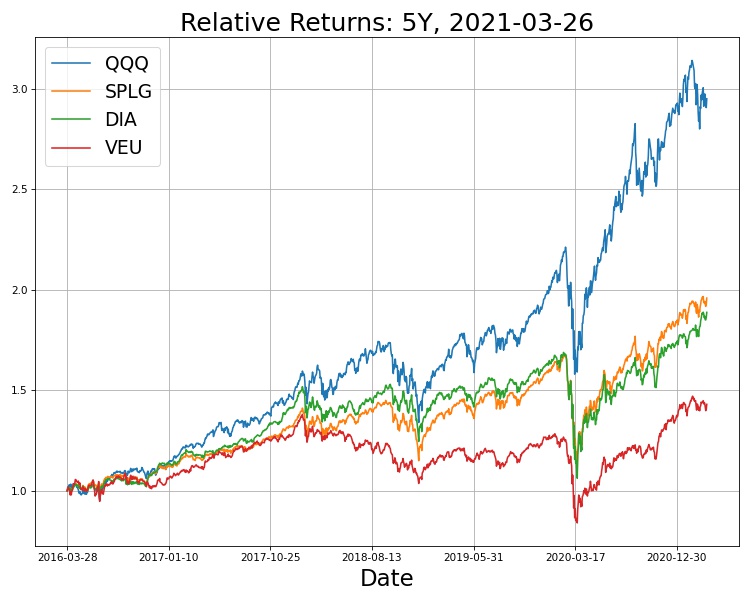 Relative Returns: 5Y, 2021-03-26
QQQ
SPLG
DIA
VEU
3.0
2.5
2.0
1.5
1.0
2016-03-28 2017-01-10 2017-10-25 2018-08-13 2019-05-31 2020-03-17 2020-12-30
Date